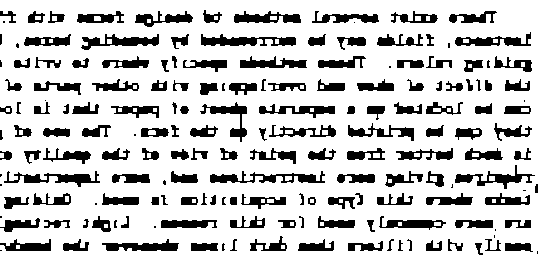 There exist several methods to design forms with fi
instance, fields may be surrounded by bounding boxes,
guiding rulers. These methods specify where to write
the effect of skew and overlapping with other parts of
can be located on a separate sheet of paper that is loc
they can be printed directly on the form. The use of
is much better from the point of view of the quality
requires giving more instructions and, more importantly
tasks where this type of acquisition is used. Guiding
are more commonly used for this reason. Light rectangl
easily with filters than dark lines whenever the handwr